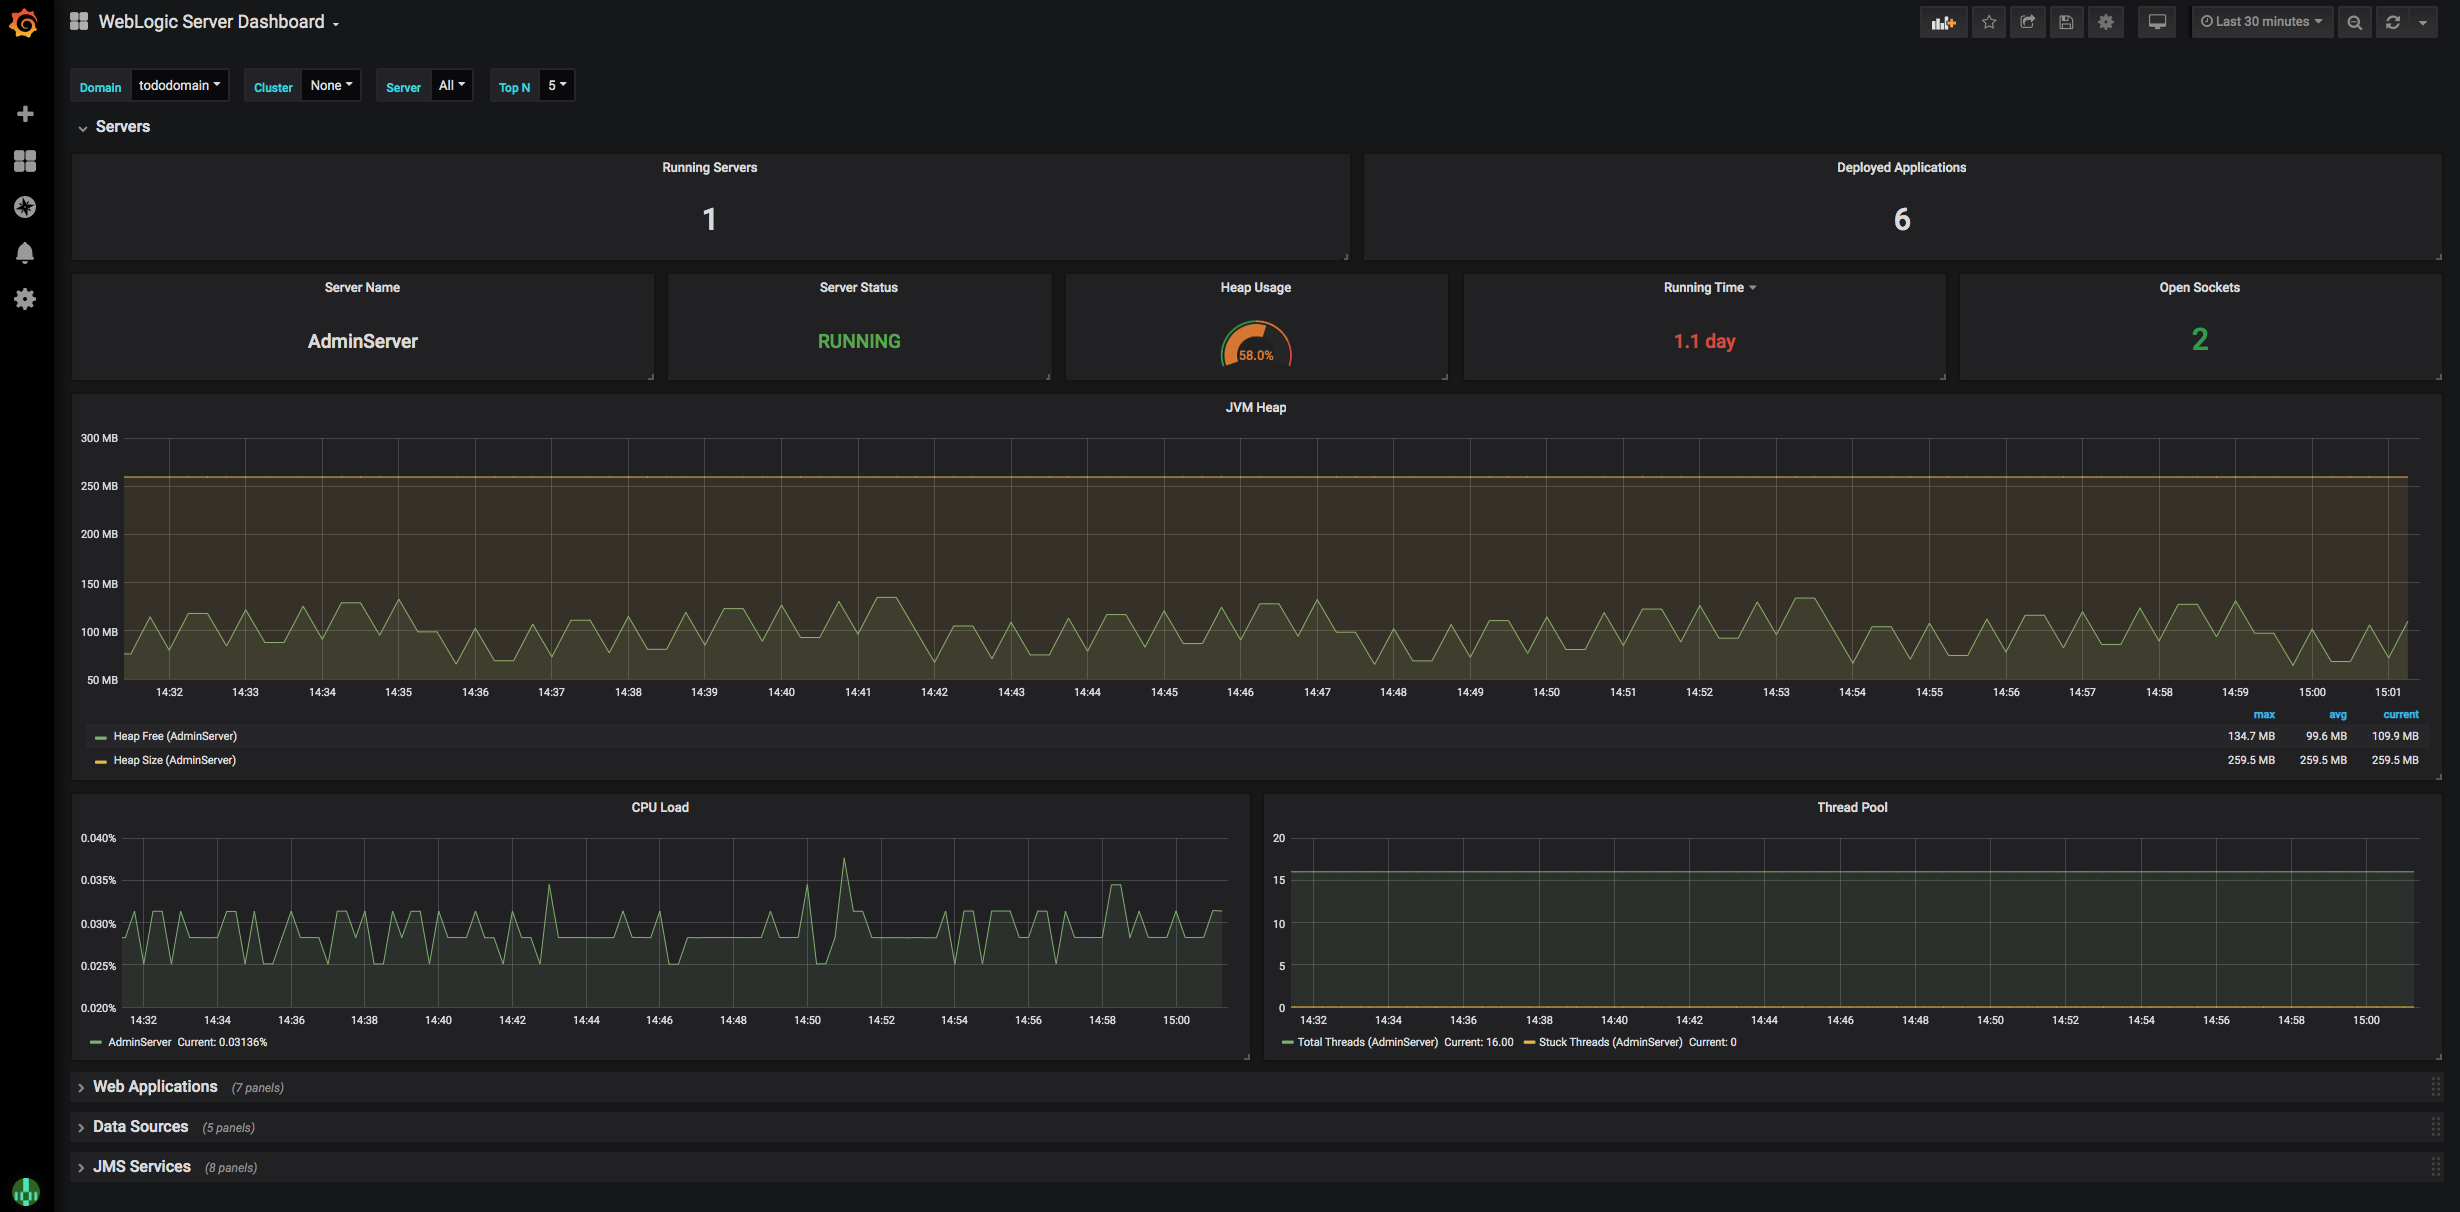 WebLogic Server Dashboard
Last 30 minutes
Domain tododomain Cluster None Server All Top N 5
Servers
Running Servers
1
Deployed Applications
6
Server Name
AdminServer
Server Status
RUNNING
Heap Usage
58.0%
Running Time
1.1 day
Open Sockets
2
JVM Heap
300 MB
250 MB
200 MB
150 MB
100 MB
50 MB
14:32 14:33 14:34 14:35 14:36 14:37 14:38 14:39 14:40 14:41 14:42 14:43 14:44 14:45 14:46 14:47 14:48 14:49 14:50 14:51 14:52 14:53 14:54 14:55 14:56 14:57 14:58 14:59 15:00 15:01
max avg current
Heap Free (AdminServer) 134.7 MB 99.6 MB 109.9 MB
Heap Size (AdminServer) 259.5 MB 259.5 MB 259.5 MB
CPU Load
0.040%
0.035%
0.030%
0.025%
0.020%
14:32 14:34 14:36 14:38 14:40 14:42 14:44 14:46 14:48 14:50 14:52 14:54 14:56 14:58 15:00
AdminServer Current: 0.03136%
Thread Pool
20
15
10
5
0
14:32 14:34 14:36 14:38 14:40 14:42 14:44 14:46 14:48 14:50 14:52 14:54 14:56 14:58 15:00
Total Threads (AdminServer) Current: 16.00 Stuck Threads (AdminServer) Current: 0
Web Applications (7 panels)
Data Sources (5 panels)
JMS Services (8 panels)